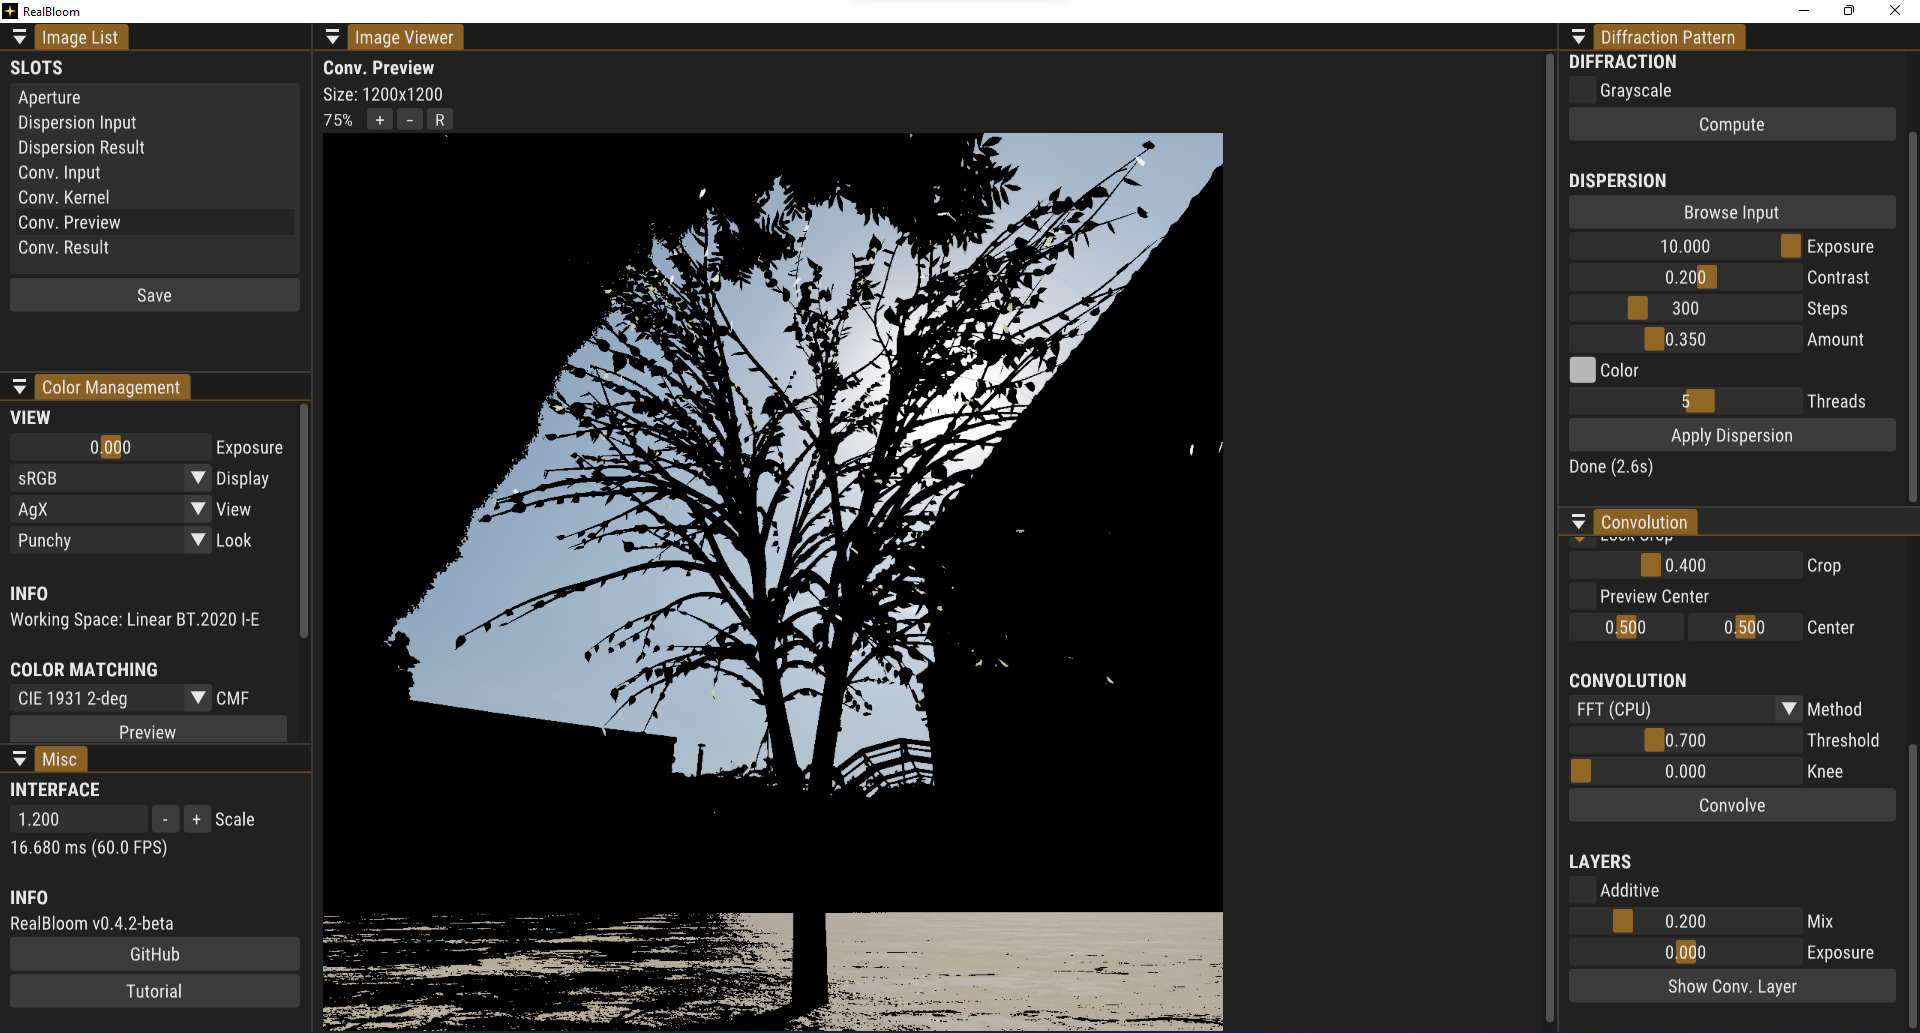 RealBloom
Image List
SLOTS
Aperture
Dispersion Input
Dispersion Result
Conv. Input
Conv. Kernel
Conv. Preview
Conv. Result
Save
Color Management
VIEW
0.000 Exposure
sRGB Display
AgX View
Punchy Look
INFO
Working Space: Linear BT.2020 I-E
COLOR MATCHING
CIE 1931 2-deg CMF
Preview
Misc
INTERFACE
1.200 - + Scale
16.680 ms (60.0 FPS)
INFO
RealBloom v0.4.2-beta
GitHub
Tutorial
Image Viewer
Conv. Preview
Size: 1200x1200
75% + - R
Diffraction Pattern
DIFFRACTION
Grayscale
Compute
DISPERSION
Browse Input
10.000 Exposure
0.200 Contrast
300 Steps
0.350 Amount
Color
5 Threads
Apply Dispersion
Done (2.6s)
Convolution
Lock Crop
0.400 Crop
Preview Center
0.500 0.500 Center
CONVOLUTION
FFT (CPU) Method
0.700 Threshold
0.000 Knee
Convolve
LAYERS
Additive
0.200 Mix
0.000 Exposure
Show Conv. Layer